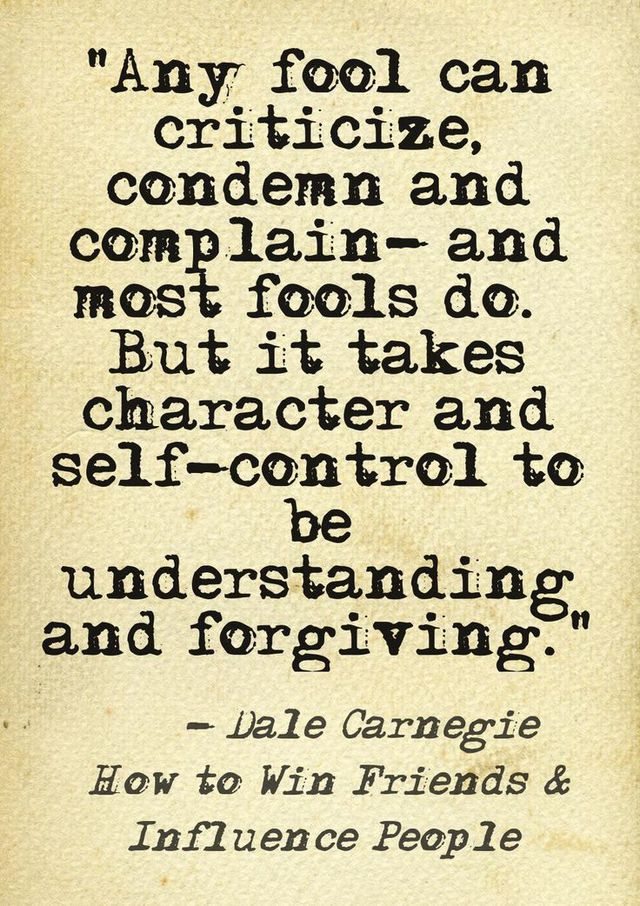 "Any fool can
criticize,
condemn and
complain- and
most fools do.
But it takes
character and
self-control to
be
understanding
and forgiving."
- Dale Carnegie
How to Win Friends &
Influence People